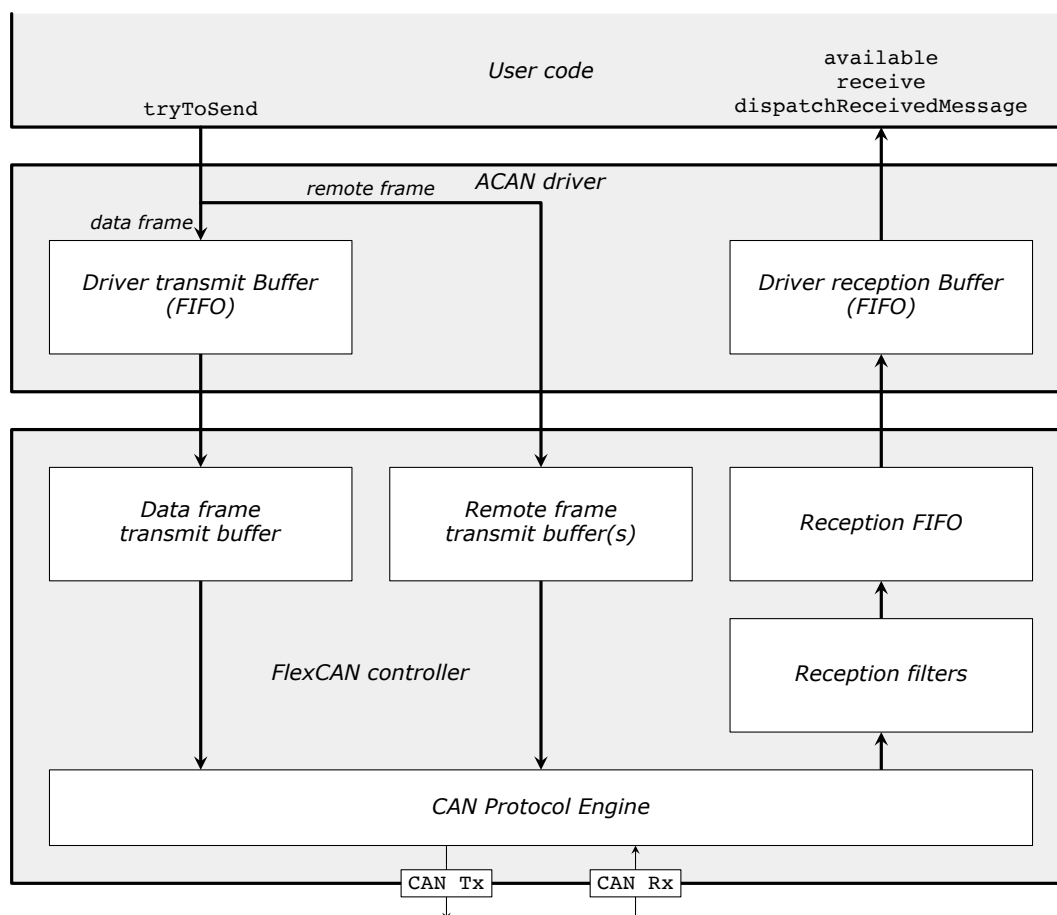 User code
available
receive
dispatchReceivedMessage
tryToSend
ACAN driver
remote frame
data frame
Driver transmit Buffer
(FIFO)
Driver reception Buffer
(FIFO)
Data frame
transmit buffer
Remote frame
transmit buffer(s)
Reception FIFO
FlexCAN controller
Reception filters
CAN Protocol Engine
CAN Tx
CAN Rx